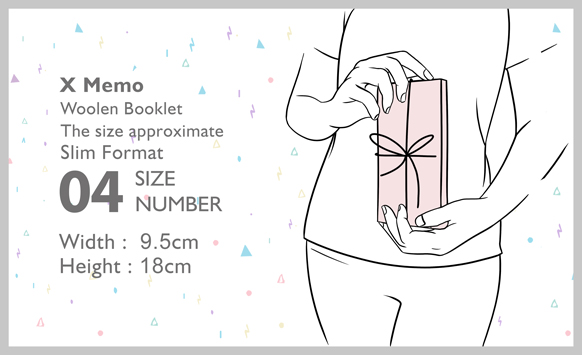 X Memo
Woolen Booklet
The size approximate
Slim Format
04 SIZE
NUMBER
Width : 9.5cm
Height : 18cm